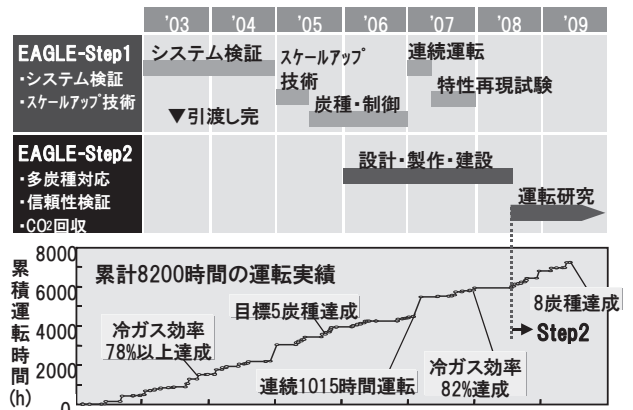 '03 '04 '05 '06 '07 '08 '09
EAGLE-Step1
・システム検証
・スケールアップ技術
システム検証
スケールアップ
技術
炭種・制御
連続運転
特性再現試験
▼引渡し完
EAGLE-Step2
・多炭種対応
・信頼性検証
・CO2回収
設計・製作・建設
運転研究
累積運転時間(h)
8000
6000
4000
2000
0
累計8200時間の運転実績
冷ガス効率
78%以上達成
目標5炭種達成
連続1015時間運転
冷ガス効率
82%達成
8炭種達成
Step2